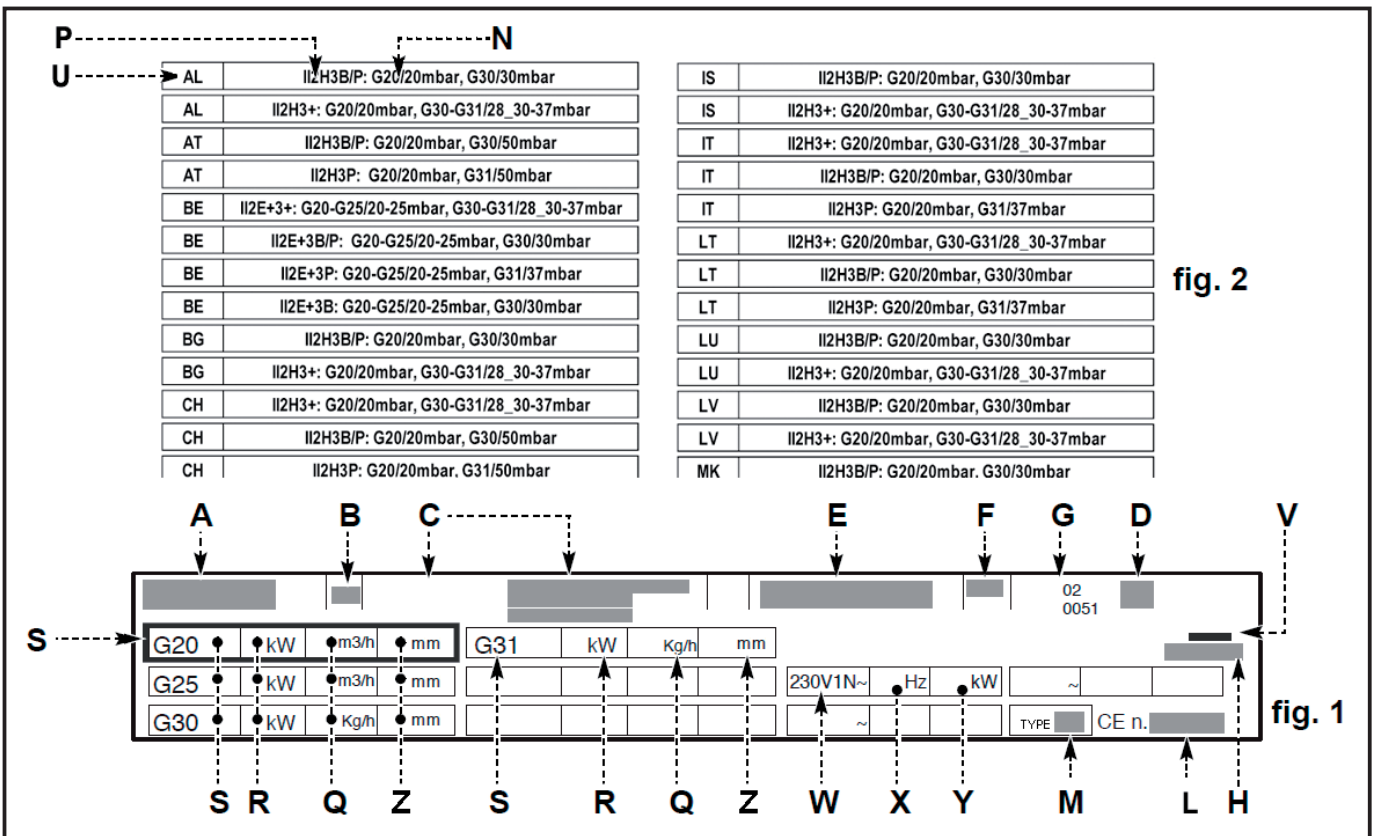 P N
U AL II2H3B/P: G20/20mbar, G30/30mbar
AL II2H3+: G20/20mbar, G30-G31/28_30-37mbar
AT II2H3B/P: G20/20mbar, G30/50mbar
AT II2H3P: G20/20mbar, G31/50mbar
BE II2E+3+: G20-G25/20-25mbar, G30-G31/28_30-37mbar
BE II2E+3B/P: G20-G25/20-25mbar, G30/30mbar
BE II2E+3P: G20-G25/20-25mbar, G31/37mbar
BE II2E+3B: G20-G25/20-25mbar, G30/30mbar
BG II2H3B/P: G20/20mbar, G30/30mbar
BG II2H3+: G20/20mbar, G30-G31/28_30-37mbar
CH II2H3+: G20/20mbar, G30-G31/28_30-37mbar
CH II2H3B/P: G20/20mbar, G30/50mbar
CH II2H3P: G20/20mbar, G31/50mbar
IS II2H3B/P: G20/20mbar, G30/30mbar
IS II2H3+: G20/20mbar, G30-G31/28_30-37mbar
IT II2H3+: G20/20mbar, G30-G31/28_30-37mbar
IT II2H3B/P: G20/20mbar, G30/30mbar
IT II2H3P: G20/20mbar, G31/37mbar
LT II2H3+: G20/20mbar, G30-G31/28_30-37mbar
LT II2H3B/P: G20/20mbar, G30/30mbar
LT II2H3P: G20/20mbar, G31/37mbar
LU II2H3B/P: G20/20mbar, G30/30mbar
LU II2H3+: G20/20mbar, G30-G31/28_30-37mbar
LV II2H3B/P: G20/20mbar, G30/30mbar
LV II2H3+: G20/20mbar, G30-G31/28_30-37mbar
MK II2H3B/P: G20/20mbar, G30/30mbar
fig. 2
A B C E F G D V
02
0051
S G20 kW m3/h mm G31 kW Kg/h mm
G25 kW m3/h mm 230V1N~ Hz kW ~
G30 kW Kg/h mm ~ TYPE CE n.
fig. 1
S R Q Z S R Q Z W X Y M L H